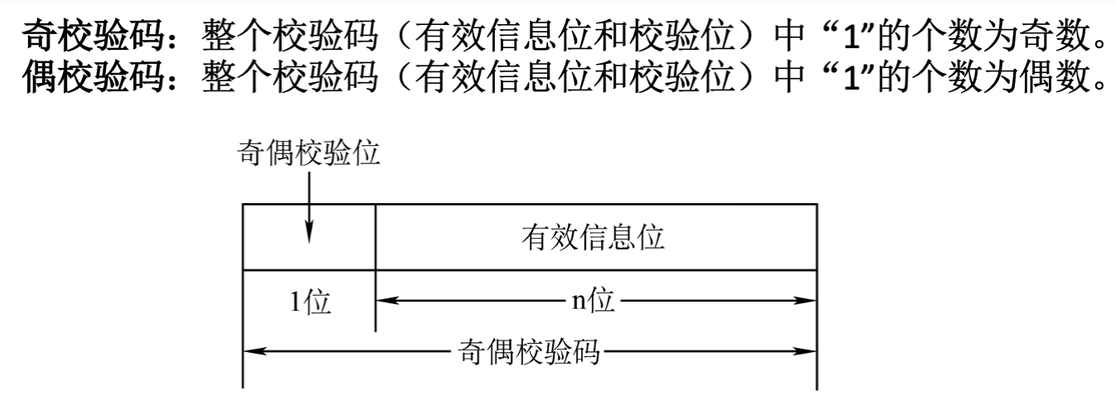 奇校验码：整个校验码（有效信息位和校验位）中“1”的个数为奇数。
偶校验码：整个校验码（有效信息位和校验位）中“1”的个数为偶数。
奇偶校验位
有效信息位
1位
n位
奇偶校验码